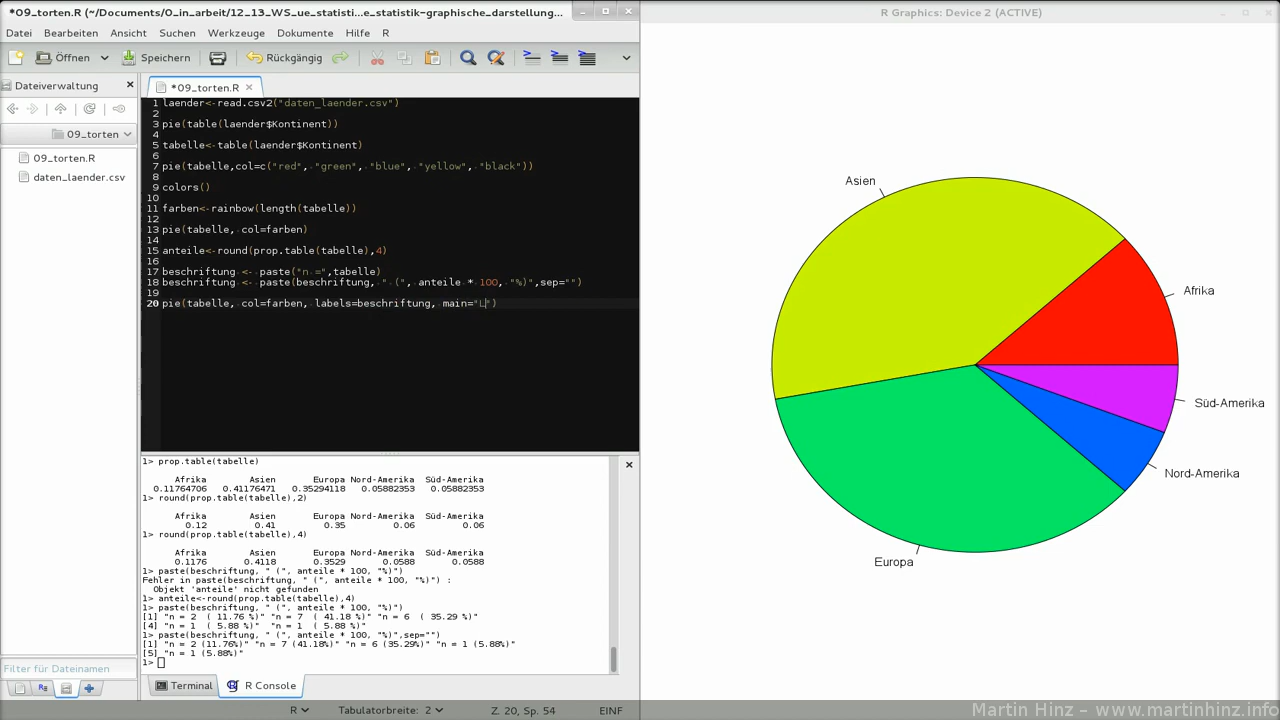 *09_torten.R (~/Documents/O_in_arbeit/12_13_WS_ue_statisti...e_statistik-graphische_darstellung...
R Graphics: Device 2 (ACTIVE)
Datei Bearbeiten Ansicht Suchen Werkzeuge Dokumente Hilfe R
Öffnen Speichern Rückgängig
Dateiverwaltung
*09_torten.R
09_torten
09_torten.R
daten_laender.csv
1 laender<-read.csv2("daten_laender.csv")
2
3 pie(table(laender$Kontinent))
4
5 tabelle<-table(laender$Kontinent)
6
7 pie(tabelle,col=c("red", "green", "blue", "yellow", "black"))
8
9 colors()
10
11 farben<-rainbow(length(tabelle))
12
13 pie(tabelle, col=farben)
14
15 anteile<-round(prop.table(tabelle),4)
16
17 beschriftung <- paste("n =",tabelle)
18 beschriftung <- paste(beschriftung, " (", anteile * 100, "%)",sep="")
19
20 pie(tabelle, col=farben, labels=beschriftung, main="L")
1> prop.table(tabelle)
Afrika Asien Europa Nord-Amerika Süd-Amerika
0.11764706 0.41176471 0.35294118 0.05882353 0.05882353
1> round(prop.table(tabelle),2)
Afrika Asien Europa Nord-Amerika Süd-Amerika
0.12 0.41 0.35 0.06 0.06
1> round(prop.table(tabelle),4)
Afrika Asien Europa Nord-Amerika Süd-Amerika
0.1176 0.4118 0.3529 0.0588 0.0588
1> paste(beschriftung, " (", anteile * 100, "%)")
Fehler in paste(beschriftung, " (", anteile * 100, "%)") :
Objekt 'anteile' nicht gefunden
1> anteile<-round(prop.table(tabelle),4)
1> paste(beschriftung, " (", anteile * 100, "%)")
[1] "n = 2  ( 11.76 %)" "n = 7  ( 41.18 %)" "n = 6  ( 35.29 %)"
[4] "n = 1  ( 5.88 %)"  "n = 1  ( 5.88 %)"
1> paste(beschriftung, " (", anteile * 100, "%)",sep="")
[1] "n = 2 (11.76%)" "n = 7 (41.18%)" "n = 6 (35.29%)" "n = 1 (5.88%)"
[5] "n = 1 (5.88%)"
1>
Filter für Dateinamen
Terminal R Console
R Tabulatorbreite: 2 Z. 20, Sp. 54 EINF
Asien
Afrika
Süd-Amerika
Nord-Amerika
Europa
Martin Hinz - www.martinhinz.info